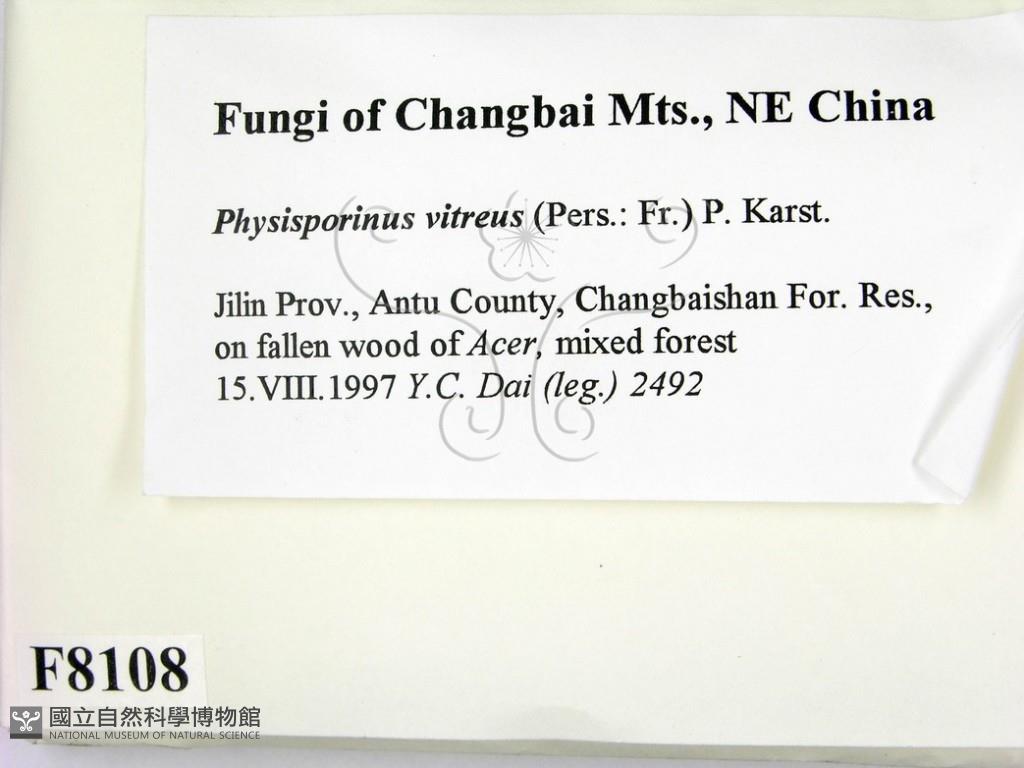 Fungi of Changbai Mts., NE China
Physisporinus vitreus (Pers.: Fr.) P. Karst.
Jilin Prov., Antu County, Changbaishan For. Res.,
on fallen wood of Acer, mixed forest
15.VIII.1997 Y.C. Dai (leg.) 2492
F8108
國立自然科學博物館
NATIONAL MUSEUM OF NATURAL SCIENCE